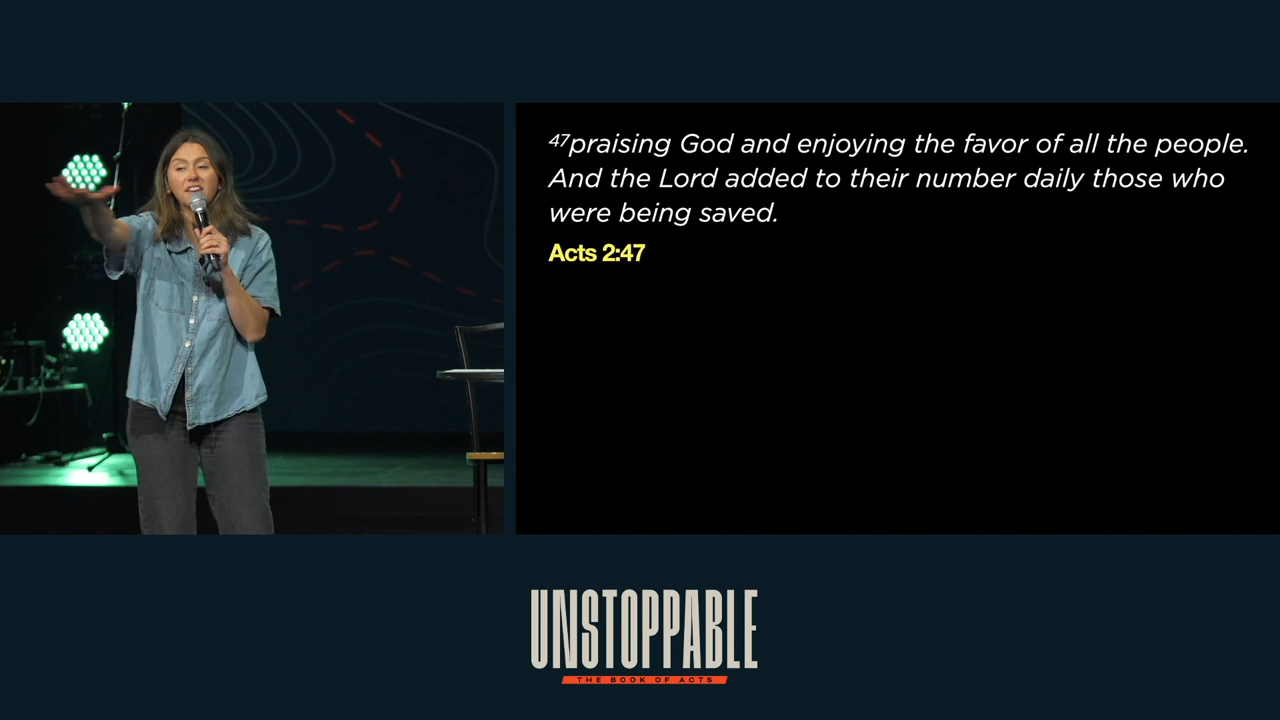 47praising God and enjoying the favor of all the people.
And the Lord added to their number daily those who
were being saved.
Acts 2:47
UNSTOPPABLE
THE BOOK OF ACTS